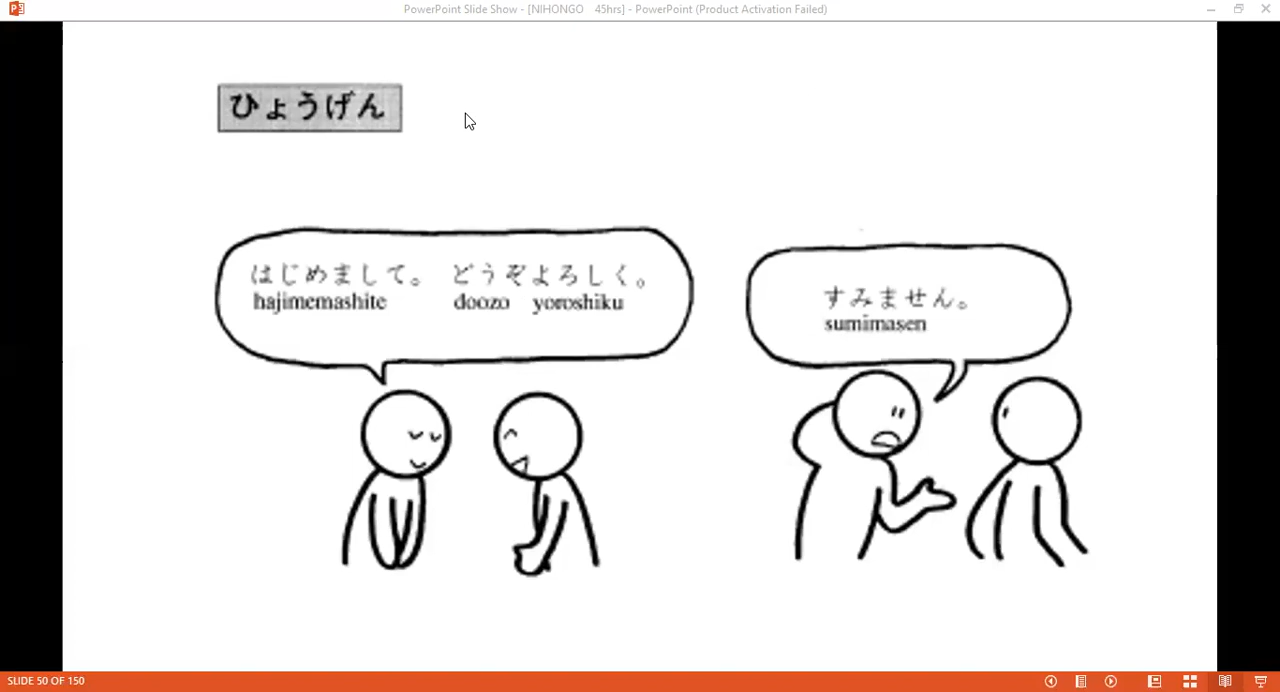 PowerPoint Slide Show - [NIHONGO 45hrs] - PowerPoint (Product Activation Failed)
ひょうげん
はじめまして。 どうぞよろしく。
hajimemashite doozo yoroshiku
すみません。
sumimasen
SLIDE 50 OF 150